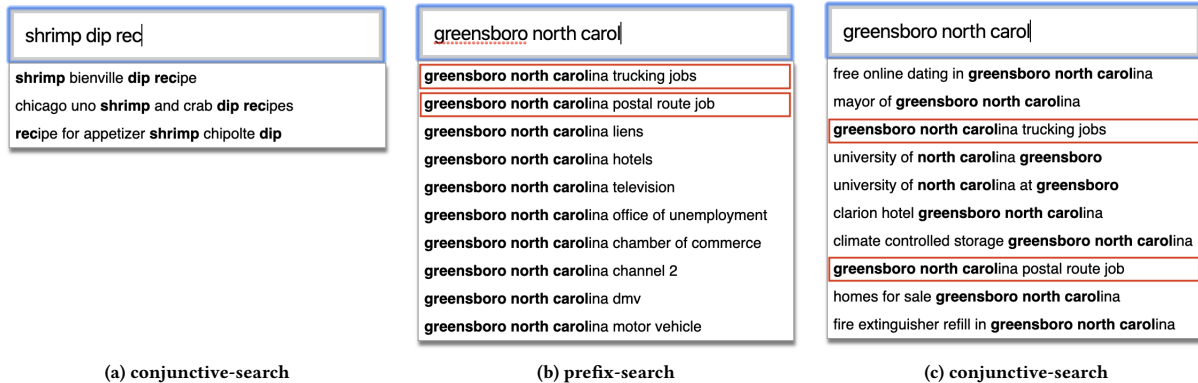 shrimp dip rec
shrimp bienville dip recipe
chicago uno shrimp and crab dip recipes
recipe for appetizer shrimp chipolte dip
(a) conjunctive-search
greensboro north carol
greensboro north carolina trucking jobs
greensboro north carolina postal route job
greensboro north carolina liens
greensboro north carolina hotels
greensboro north carolina television
greensboro north carolina office of unemployment
greensboro north carolina chamber of commerce
greensboro north carolina channel 2
greensboro north carolina dmv
greensboro north carolina motor vehicle
(b) prefix-search
greensboro north carol
free online dating in greensboro north carolina
mayor of greensboro north carolina
greensboro north carolina trucking jobs
university of north carolina greensboro
university of north carolina at greensboro
clarion hotel greensboro north carolina
climate controlled storage greensboro north carolina
greensboro north carolina postal route job
homes for sale greensboro north carolina
fire extinguisher refill in greensboro north carolina
(c) conjunctive-search